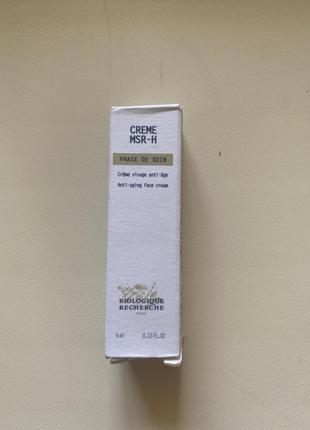 CREME
MSR-H
PHASE DE SOIN
Crème visage anti-âge
Anti-aging face cream
BIOLOGIQUE
RECHERCHE
PARIS
4 ml 0.13 FL.OZ